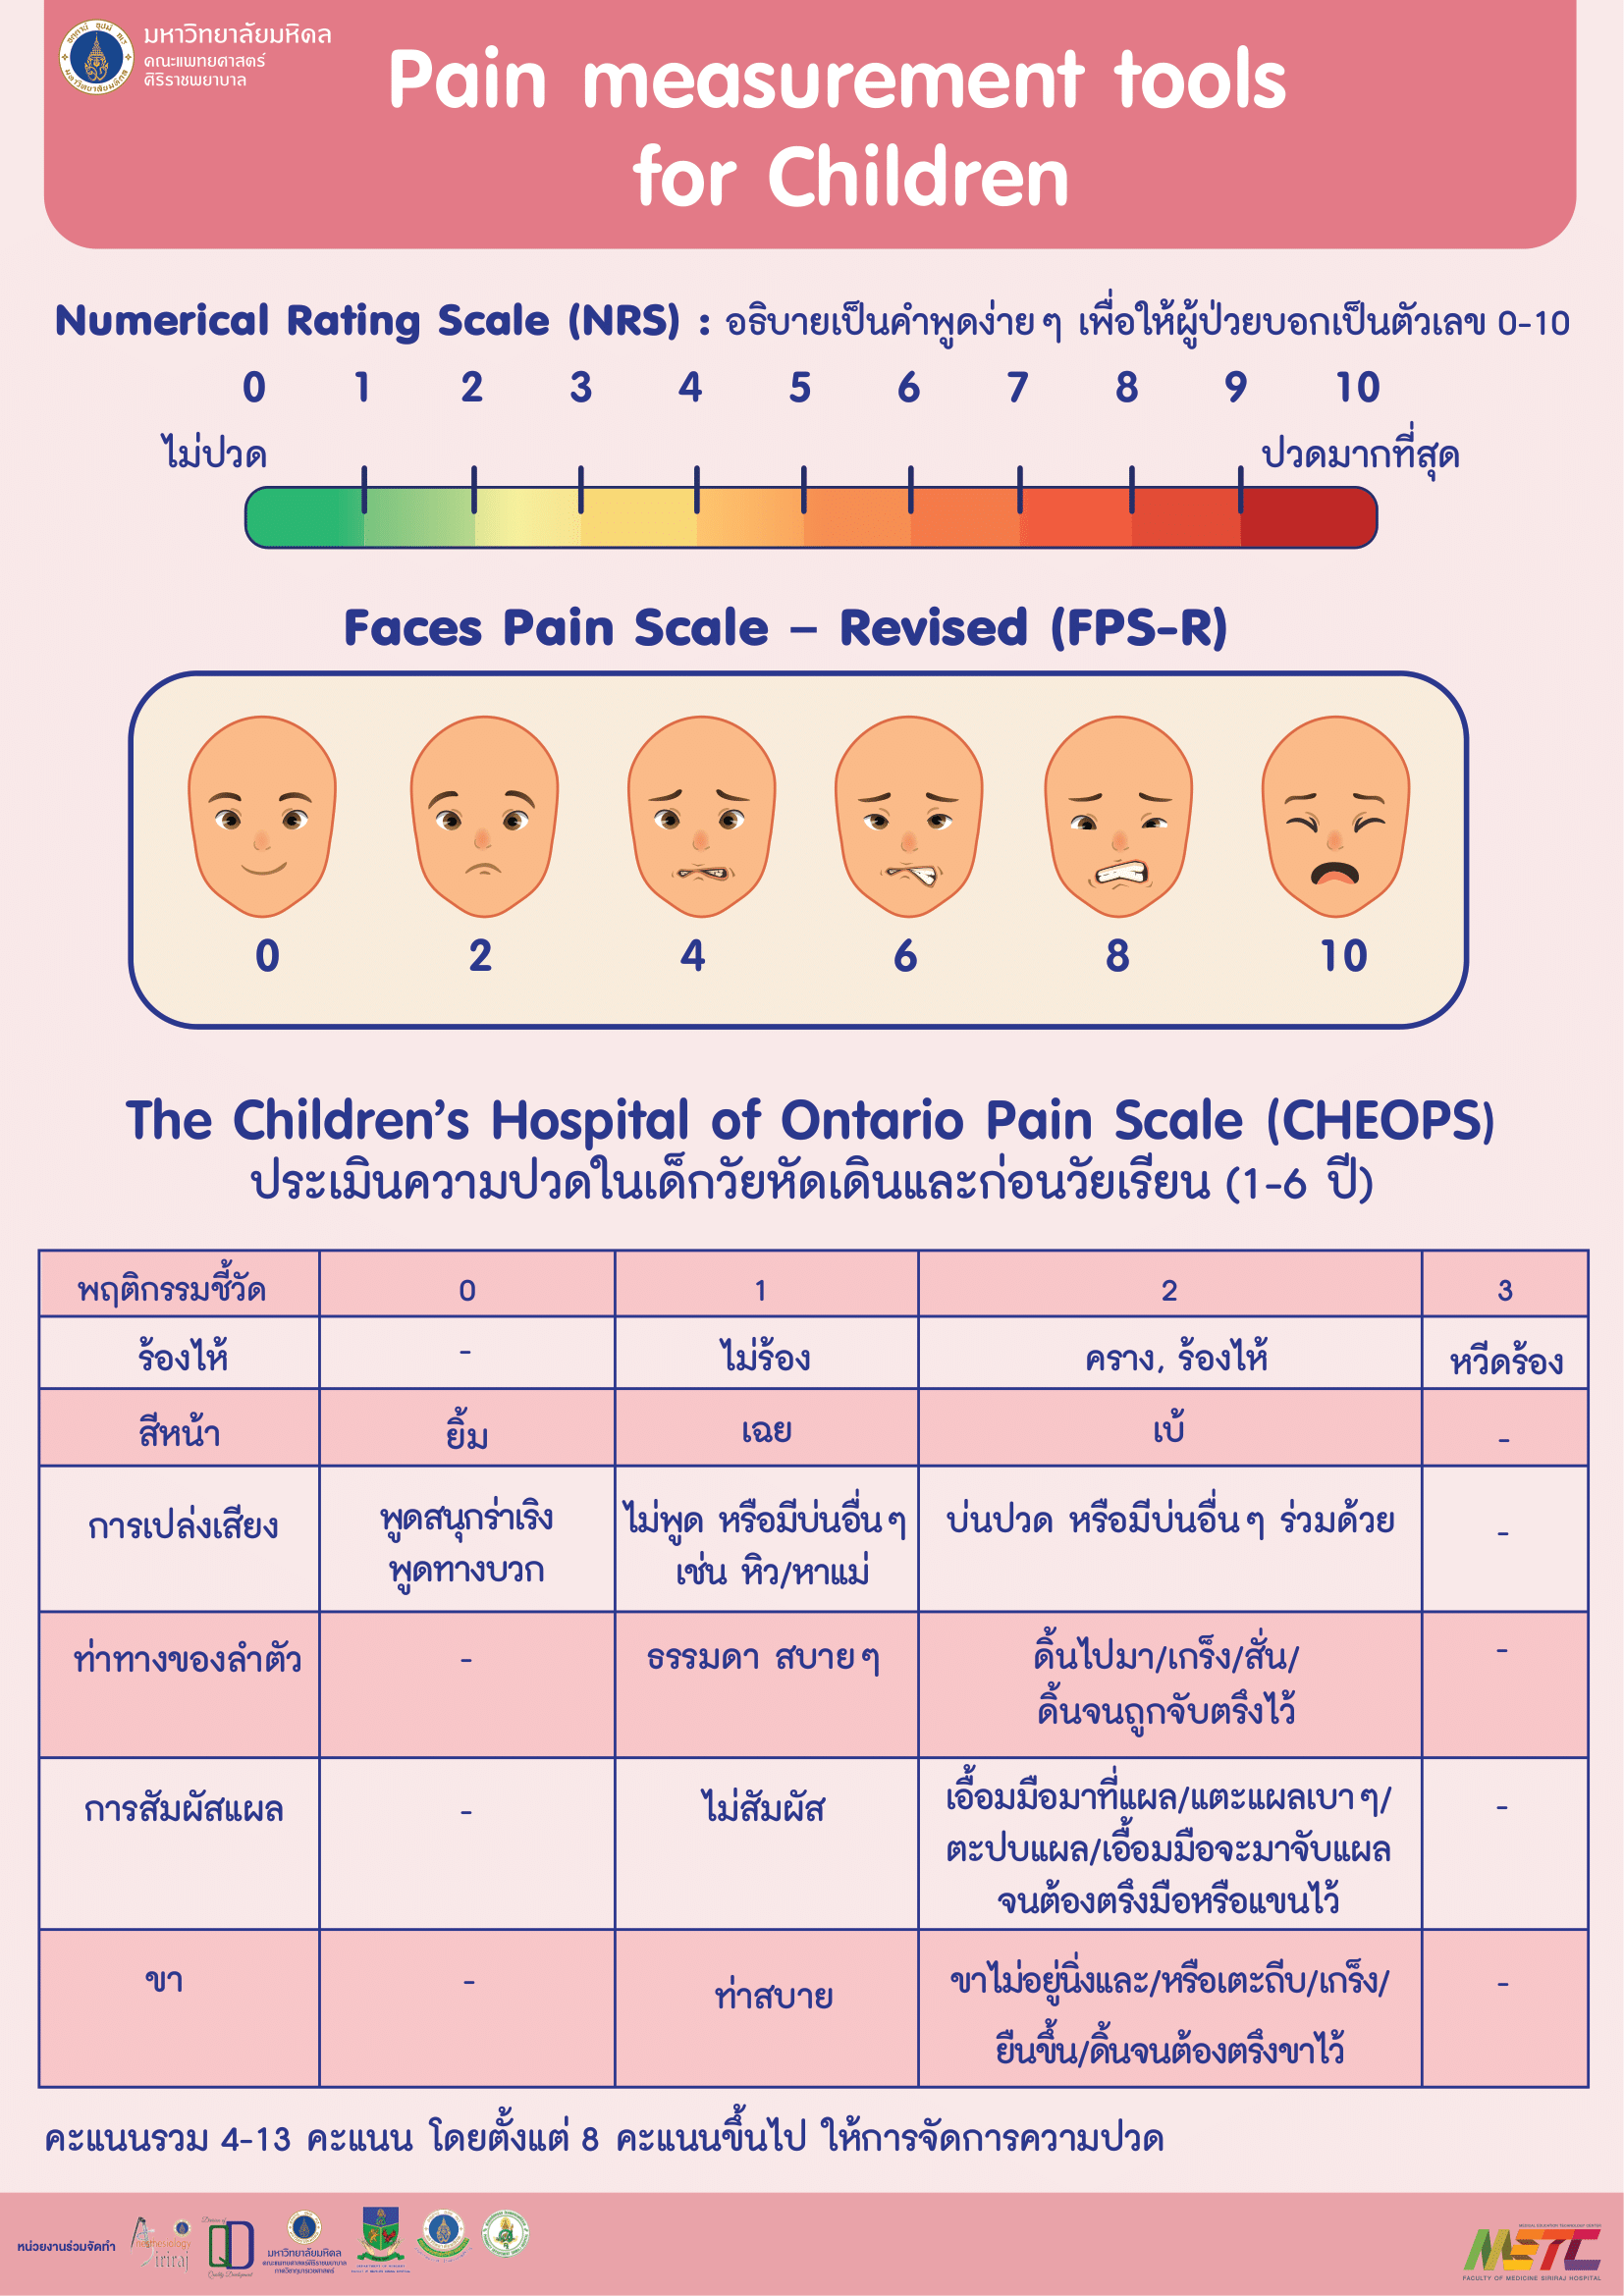 มหาวิทยาลัยมหิดล
คณะแพทยศาสตร์
ศิริราชพยาบาล
Pain measurement tools
for Children
Numerical Rating Scale (NRS) : อธิบายเป็นคำพูดง่ายๆ เพื่อให้ผู้ป่วยบอกเป็นตัวเลข 0-10
0 1 2 3 4 5 6 7 8 9 10
ไม่ปวด ปวดมากที่สุด
Faces Pain Scale – Revised (FPS-R)
0 2 4 6 8 10
The Children's Hospital of Ontario Pain Scale (CHEOPS)
ประเมินความปวดในเด็กวัยหัดเดินและก่อนวัยเรียน (1-6 ปี)
พฤติกรรมชี้วัด 0 1 2 3
ร้องไห้ - ไม่ร้อง คราง, ร้องไห้ หวีดร้อง
สีหน้า ยิ้ม เฉย เบ้ -
การเปล่งเสียง พูดสนุกร่าเริง ไม่พูด หรือมีบ่นอื่นๆ บ่นปวด หรือมีบ่นอื่นๆ ร่วมด้วย -
พูดทางบวก เช่น หิว/หาแม่
ท่าทางของลำตัว - ธรรมดา สบายๆ ดิ้นไปมา/เกร็ง/สั่น/ -
ดิ้นจนถูกจับตรึงไว้
การสัมผัสแผล - ไม่สัมผัส เอื้อมมือมาที่แผล/แตะแผลเบาๆ/ -
ตะปบแผล/เอื้อมมือจะมาจับแผล
จนต้องตรึงมือหรือแขนไว้
ขา - ท่าสบาย ขาไม่อยู่นิ่งและ/หรือเตะถีบ/เกร็ง/ -
ยืนขึ้น/ดิ้นจนต้องตรึงขาไว้
คะแนนรวม 4-13 คะแนน โดยตั้งแต่ 8 คะแนนขึ้นไป ให้การจัดการความปวด
หน่วยงานร่วมจัดทำ
Anesthesiology
Siriraj
Division of
QD
Quality Development
มหาวิทยาลัยมหิดล
คณะแพทยศาสตร์ศิริราชพยาบาล
METC
FACULTY OF MEDICINE SIRIRAJ HOSPITAL